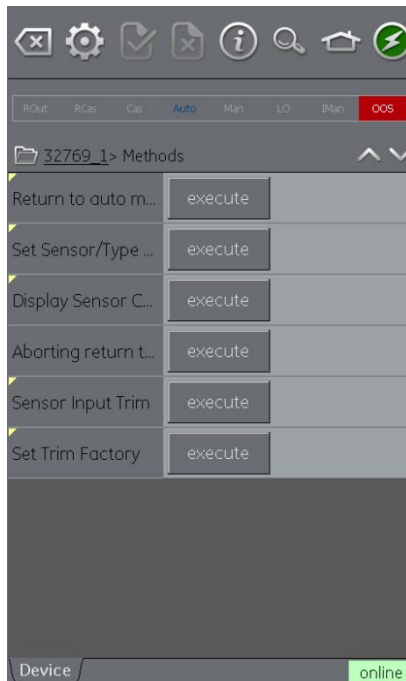 ROut RCas Cas Auto Man LO IMan OOS
32769_1> Methods
Return to auto m... execute
Set Sensor/Type ... execute
Display Sensor C... execute
Aborting return t... execute
Sensor Input Trim execute
Set Trim Factory execute
Device online